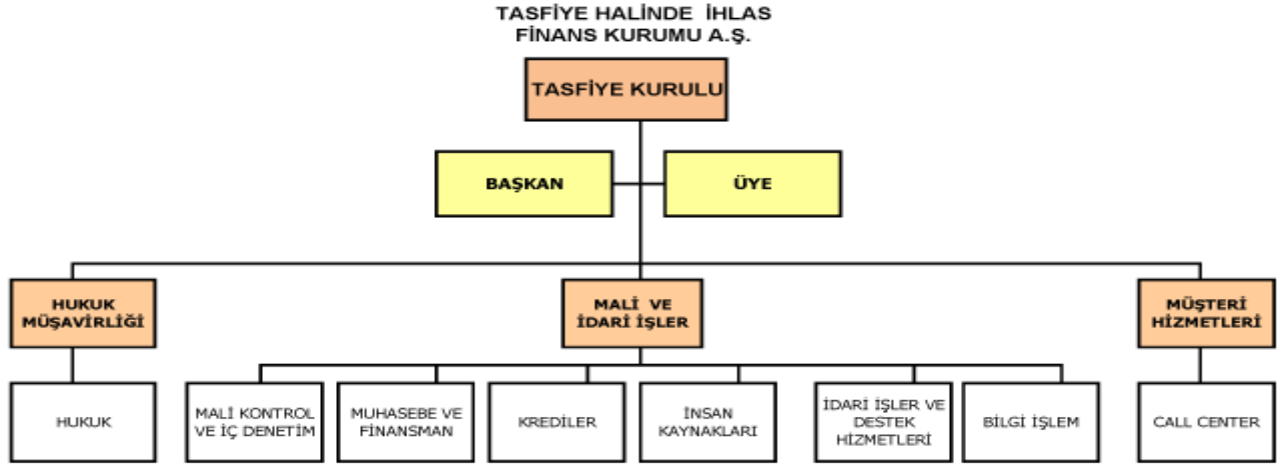 TASFİYE HALİNDE İHLAS
FİNANS KURUMU A.Ş.
TASFİYE KURULU
BAŞKAN
ÜYE
HUKUK
MÜŞAVİRLİĞİ
MALİ VE
İDARİ İŞLER
MÜŞTERİ
HİZMETLERİ
HUKUK
MALİ KONTROL
VE İÇ DENETİM
MUHASEBE VE
FİNANSMAN
KREDİLER
İNSAN
KAYNAKLARI
İDARİ İŞLER VE
DESTEK
HİZMETLERİ
BİLGİ İŞLEM
CALL CENTER